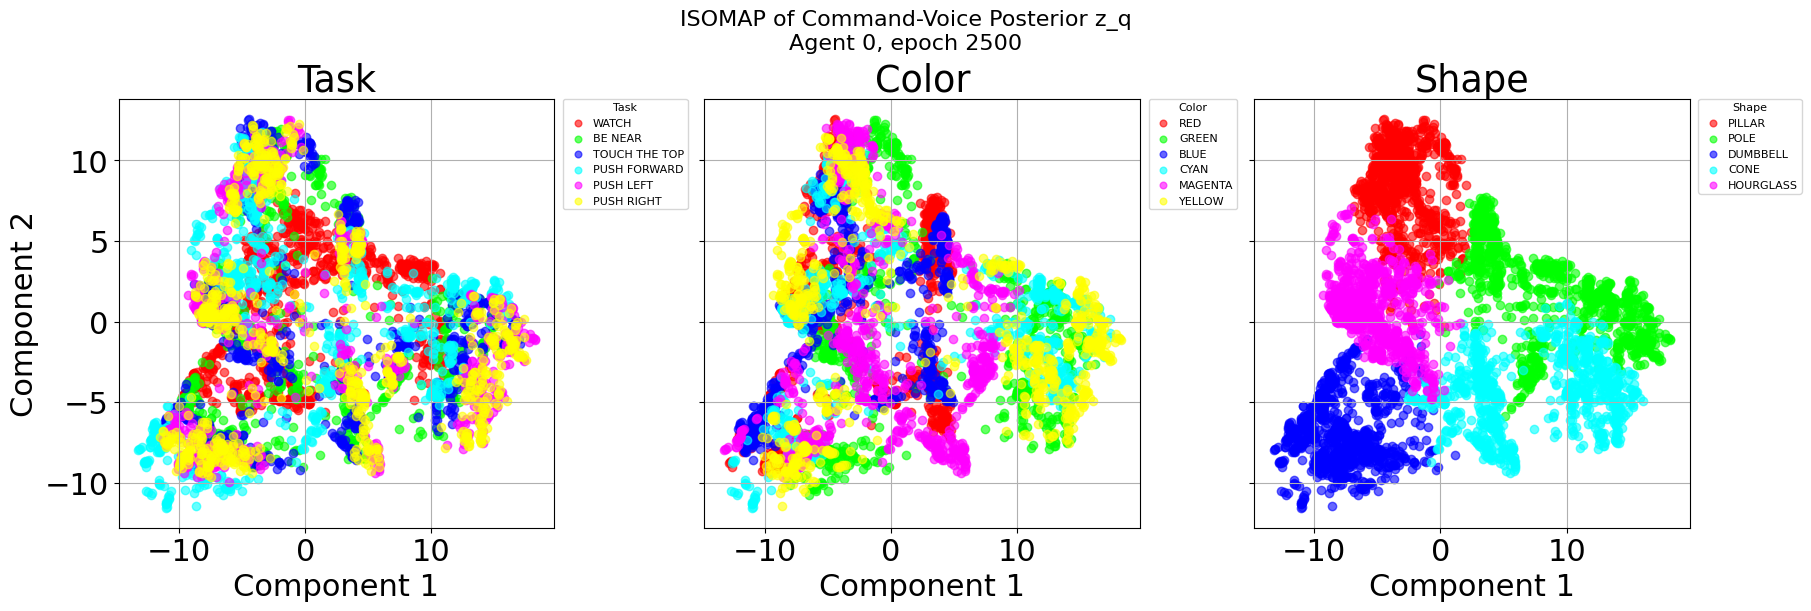 ISOMAP of Command-Voice Posterior z_q
Agent 0, epoch 2500
Task
Component 2
10
5
0
−5
−10
−10 0 10
Component 1
Task
WATCH
BE NEAR
TOUCH THE TOP
PUSH FORWARD
PUSH LEFT
PUSH RIGHT
Color
−10 0 10
Component 1
Color
RED
GREEN
BLUE
CYAN
MAGENTA
YELLOW
Shape
−10 0 10
Component 1
Shape
PILLAR
POLE
DUMBBELL
CONE
HOURGLASS